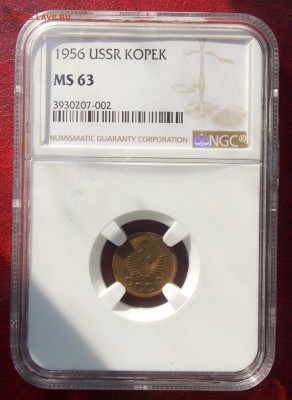 1956 USSR KOPEK
MS 63
3930207-002
NUMISMATIC GUARANTY CORPORATION
NGC®